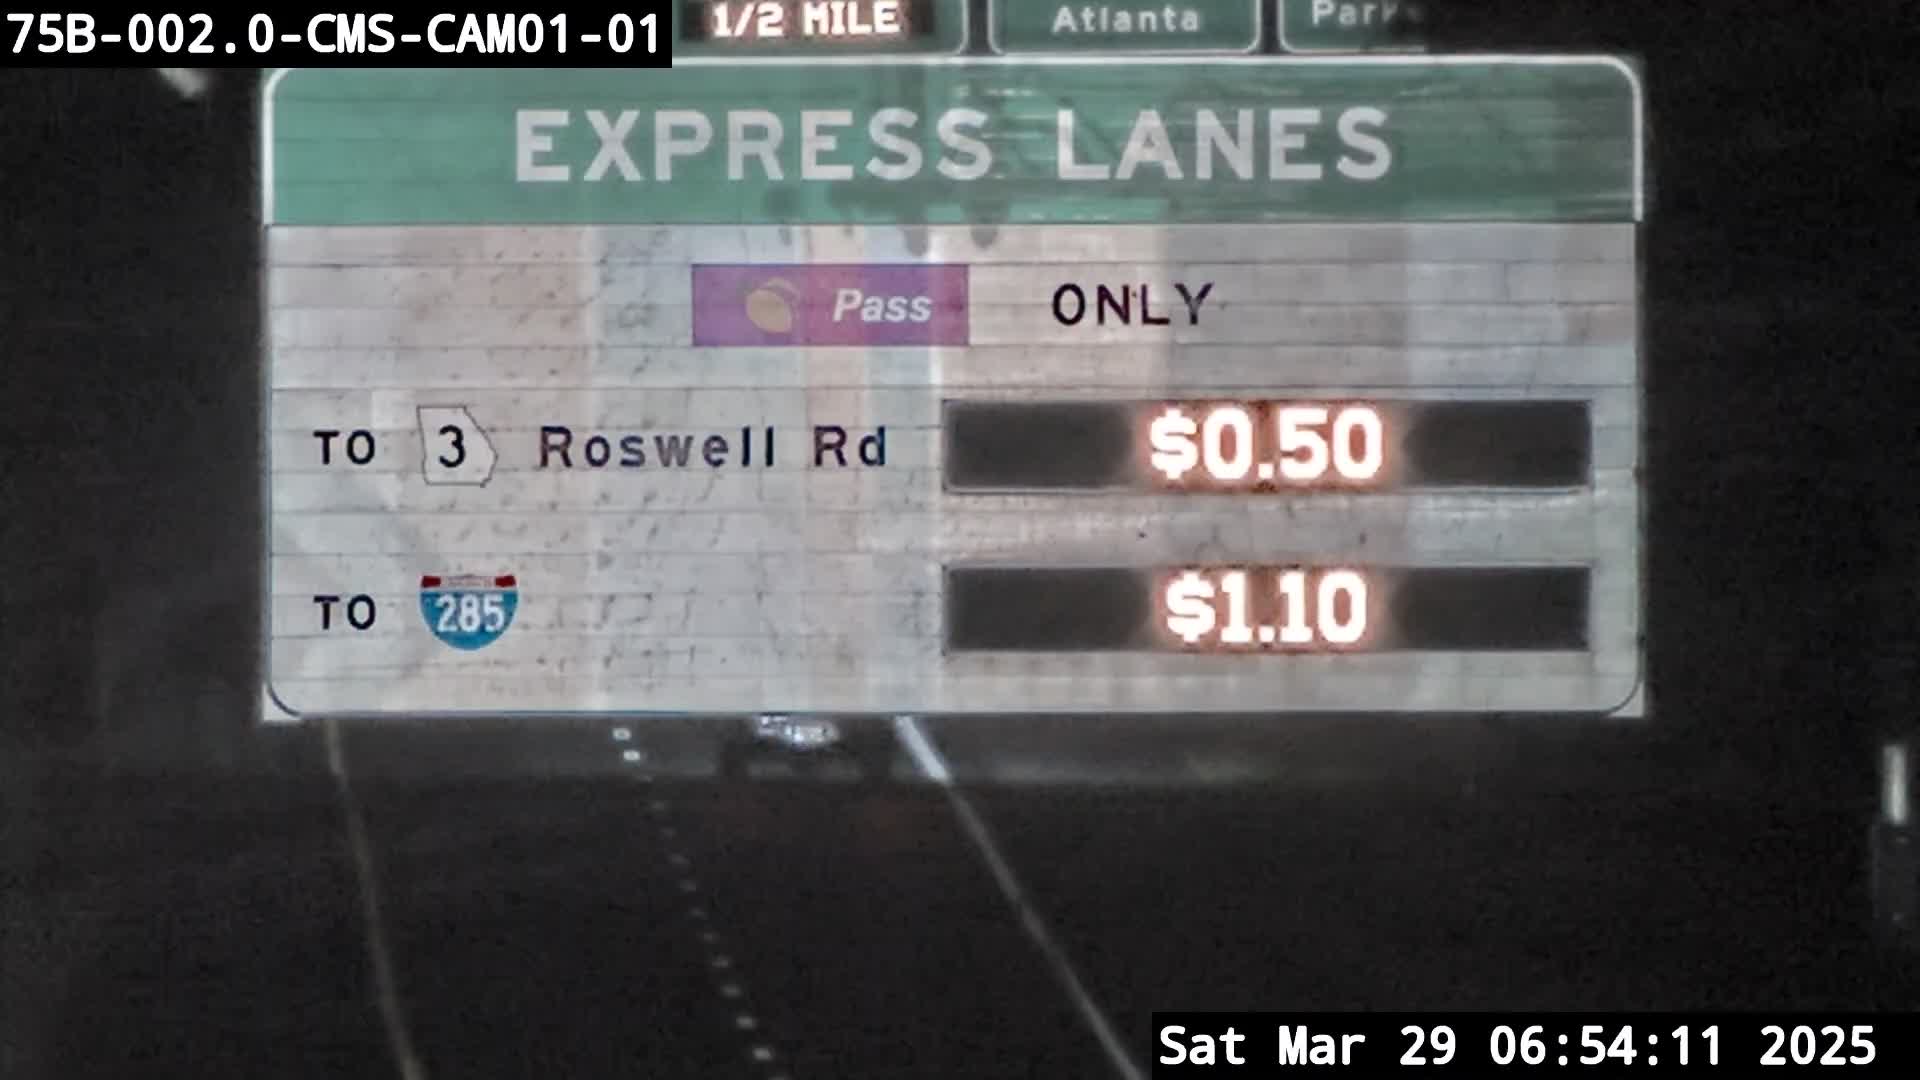 75B-002.0-CMS-CAM01-01
1/2 MILE
Atlanta
EXPRESS LANES
Pass ONLY
TO 3 Roswell Rd $0.50
TO 285 $1.10
Sat Mar 29 06:54:11 2025